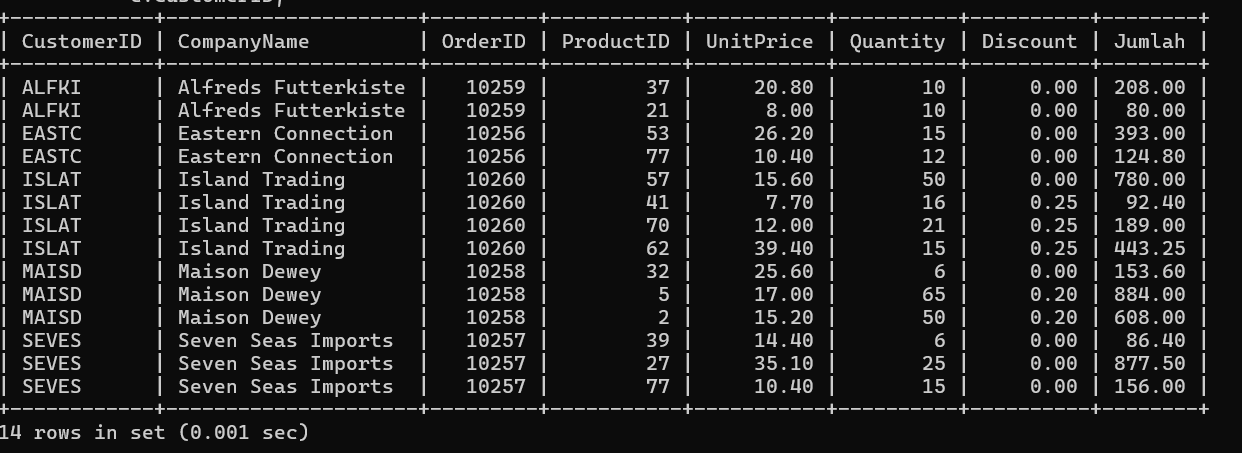 c.CustomerID;
+------------+---------------------+---------+-----------+-----------+----------+----------+--------+
| CustomerID | CompanyName         | OrderID | ProductID | UnitPrice | Quantity | Discount | Jumlah |
+------------+---------------------+---------+-----------+-----------+----------+----------+--------+
| ALFKI      | Alfreds Futterkiste |   10259 |        37 |     20.80 |       10 |     0.00 | 208.00 |
| ALFKI      | Alfreds Futterkiste |   10259 |        21 |      8.00 |       10 |     0.00 |  80.00 |
| EASTC      | Eastern Connection  |   10256 |        53 |     26.20 |       15 |     0.00 | 393.00 |
| EASTC      | Eastern Connection  |   10256 |        77 |     10.40 |       12 |     0.00 | 124.80 |
| ISLAT      | Island Trading      |   10260 |        57 |     15.60 |       50 |     0.00 | 780.00 |
| ISLAT      | Island Trading      |   10260 |        41 |      7.70 |       16 |     0.25 |  92.40 |
| ISLAT      | Island Trading      |   10260 |        70 |     12.00 |       21 |     0.25 | 189.00 |
| ISLAT      | Island Trading      |   10260 |        62 |     39.40 |       15 |     0.25 | 443.25 |
| MAISD      | Maison Dewey        |   10258 |        32 |     25.60 |        6 |     0.00 | 153.60 |
| MAISD      | Maison Dewey        |   10258 |         5 |     17.00 |       65 |     0.20 | 884.00 |
| MAISD      | Maison Dewey        |   10258 |         2 |     15.20 |       50 |     0.20 | 608.00 |
| SEVES      | Seven Seas Imports  |   10257 |        39 |     14.40 |        6 |     0.00 |  86.40 |
| SEVES      | Seven Seas Imports  |   10257 |        27 |     35.10 |       25 |     0.00 | 877.50 |
| SEVES      | Seven Seas Imports  |   10257 |        77 |     10.40 |       15 |     0.00 | 156.00 |
+------------+---------------------+---------+-----------+-----------+----------+----------+--------+
14 rows in set (0.001 sec)